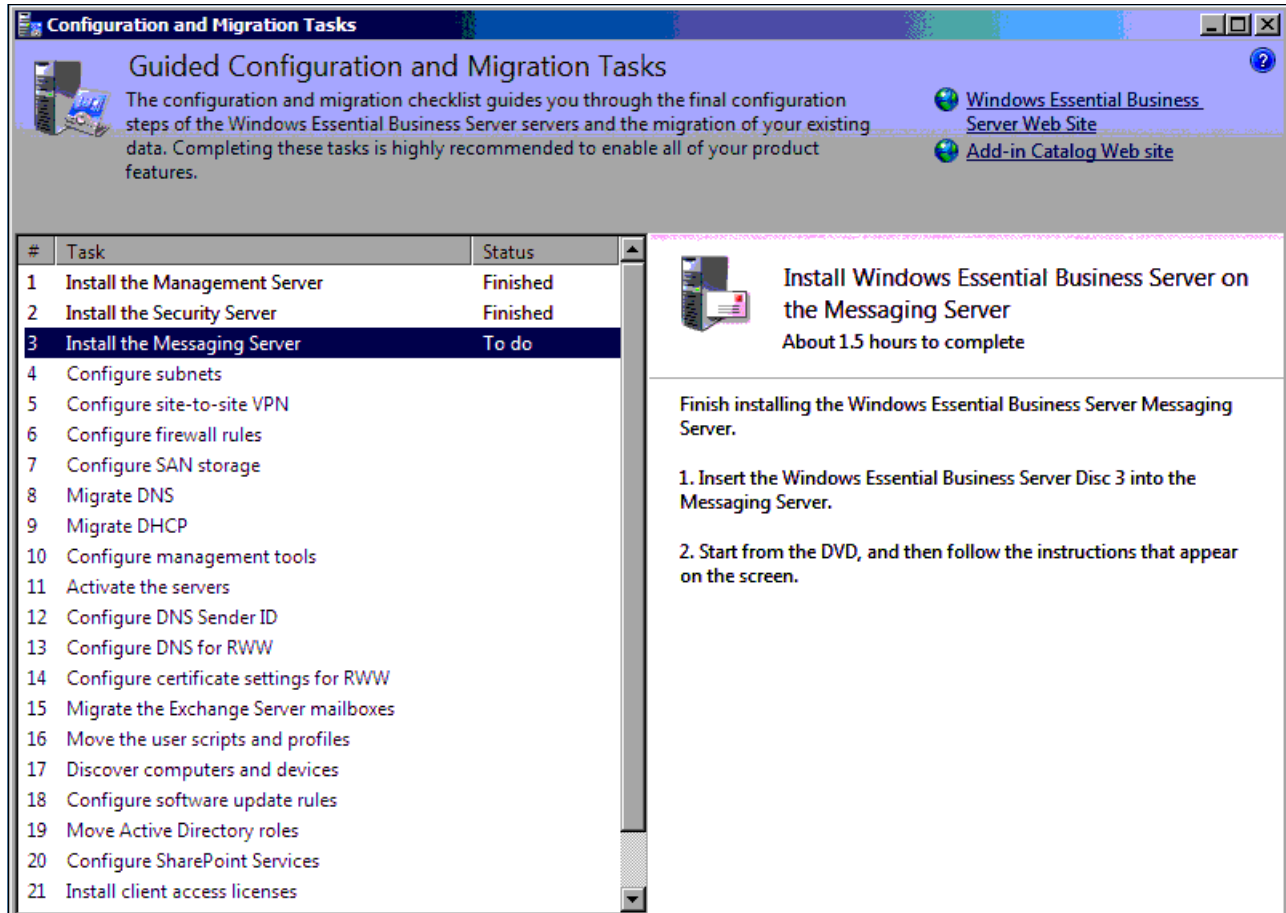 Configuration and Migration Tasks
Guided Configuration and Migration Tasks
The configuration and migration checklist guides you through the final configuration
steps of the Windows Essential Business Server servers and the migration of your existing
data. Completing these tasks is highly recommended to enable all of your product
features.
Windows Essential Business
Server Web Site
Add-in Catalog Web site
# Task Status
1 Install the Management Server Finished
2 Install the Security Server Finished
3 Install the Messaging Server To do
4 Configure subnets
5 Configure site-to-site VPN
6 Configure firewall rules
7 Configure SAN storage
8 Migrate DNS
9 Migrate DHCP
10 Configure management tools
11 Activate the servers
12 Configure DNS Sender ID
13 Configure DNS for RWW
14 Configure certificate settings for RWW
15 Migrate the Exchange Server mailboxes
16 Move the user scripts and profiles
17 Discover computers and devices
18 Configure software update rules
19 Move Active Directory roles
20 Configure SharePoint Services
21 Install client access licenses
Install Windows Essential Business Server on
the Messaging Server
About 1.5 hours to complete
Finish installing the Windows Essential Business Server Messaging
Server.
1. Insert the Windows Essential Business Server Disc 3 into the
Messaging Server.
2. Start from the DVD, and then follow the instructions that appear
on the screen.